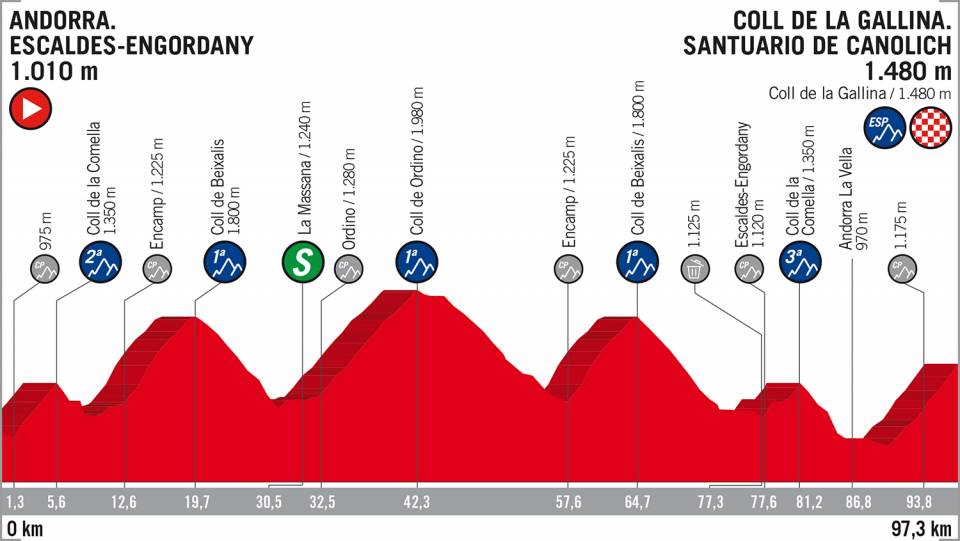 ANDORRA.
ESCALDES-ENGORDANY
1.010 m
COLL DE LA GALLINA.
SANTUARIO DE CANOLICH
1.480 m
Coll de la Gallina / 1.480 m
ESP
975 m
CP
Coll de la Comella
1.350 m
2ª
Encamp / 1.225 m
CP
Coll de Beixalis
1.800 m
1ª
La Massana / 1.240 m
S
Ordino / 1.280 m
CP
Coll de Ordino / 1.980 m
1ª
Encamp / 1.225 m
CP
Coll de Beixalis / 1.800 m
1ª
1.125 m
Escaldes-Engordany
1.120 m
CP
Coll de la
Comella / 1.350 m
3ª
Andorra La Vella
970 m
1.175 m
CP
1,3 5,6 12,6 19,7 30,5 32,5 42,3 57,6 64,7 77,3 77,6 81,2 86,8 93,8
0 km
97,3 km